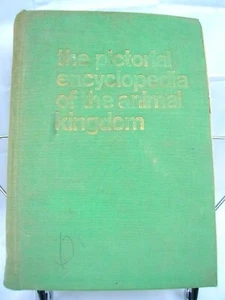 the pictorial
encyclopedia
of the animal
kingdom
D